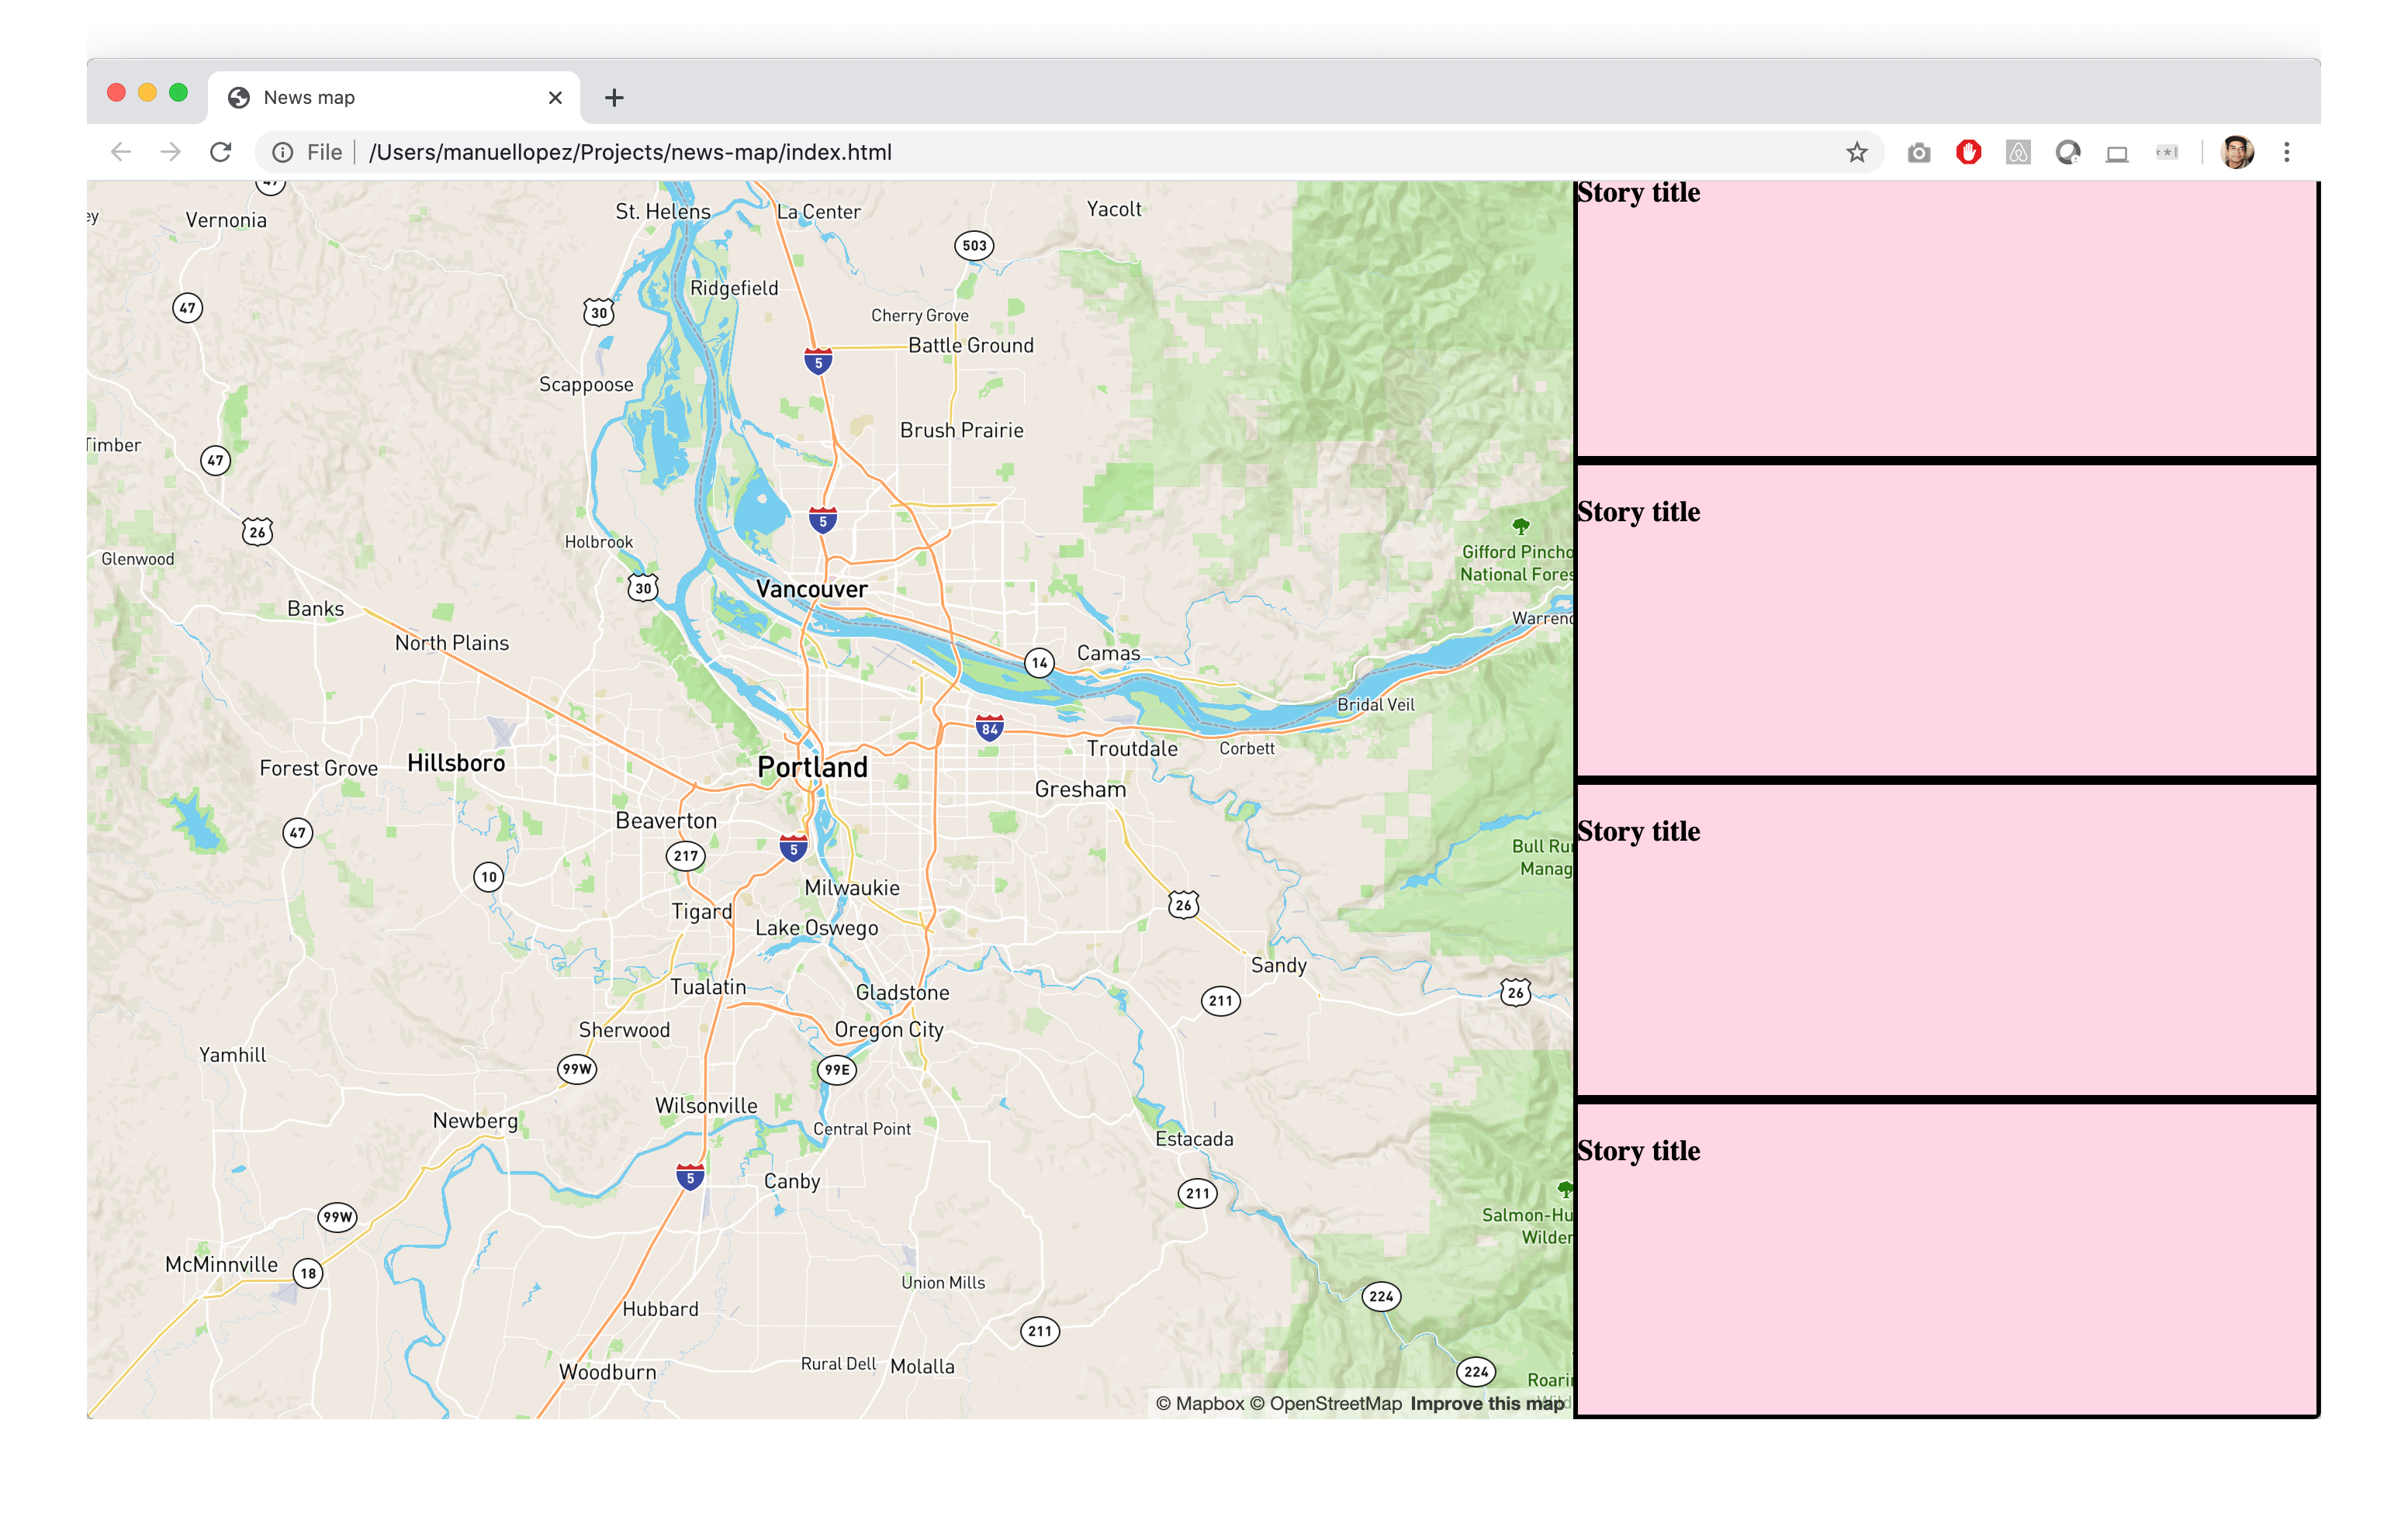 News map
File
/Users/manuellopez/Projects/news-map/index.html
47
St. Helens
La Center
Yacolt
Vernonia
503
Story title
Ridgefield
47
30
Cherry Grove
Battle Ground
5
Scappoose
Brush Prairie
Timber
47
5
Story title
26
Holbrook
Glenwood
Gifford Pincho
National Fores
30
Vancouver
Banks
Warrend
North Plains
14
Camas
Bridal Veil
84
Troutdale
Corbett
Forest Grove
Hillsboro
Portland
Gresham
Beaverton
47
Story title
5
217
Bull Ru
Manag
10
Milwaukie
26
Tigard
Lake Oswego
Sandy
Tualatin
Gladstone
211
26
Sherwood
Oregon City
Yamhill
99W
99E
Wilsonville
Newberg
Central Point
Estacada
Story title
5
Canby
211
99W
Salmon-Hu
Wilder
McMinnville
18
Union Mills
224
Hubbard
211
Woodburn
Rural Dell
Molalla
224
Roari
© Mapbox © OpenStreetMap Improve this map